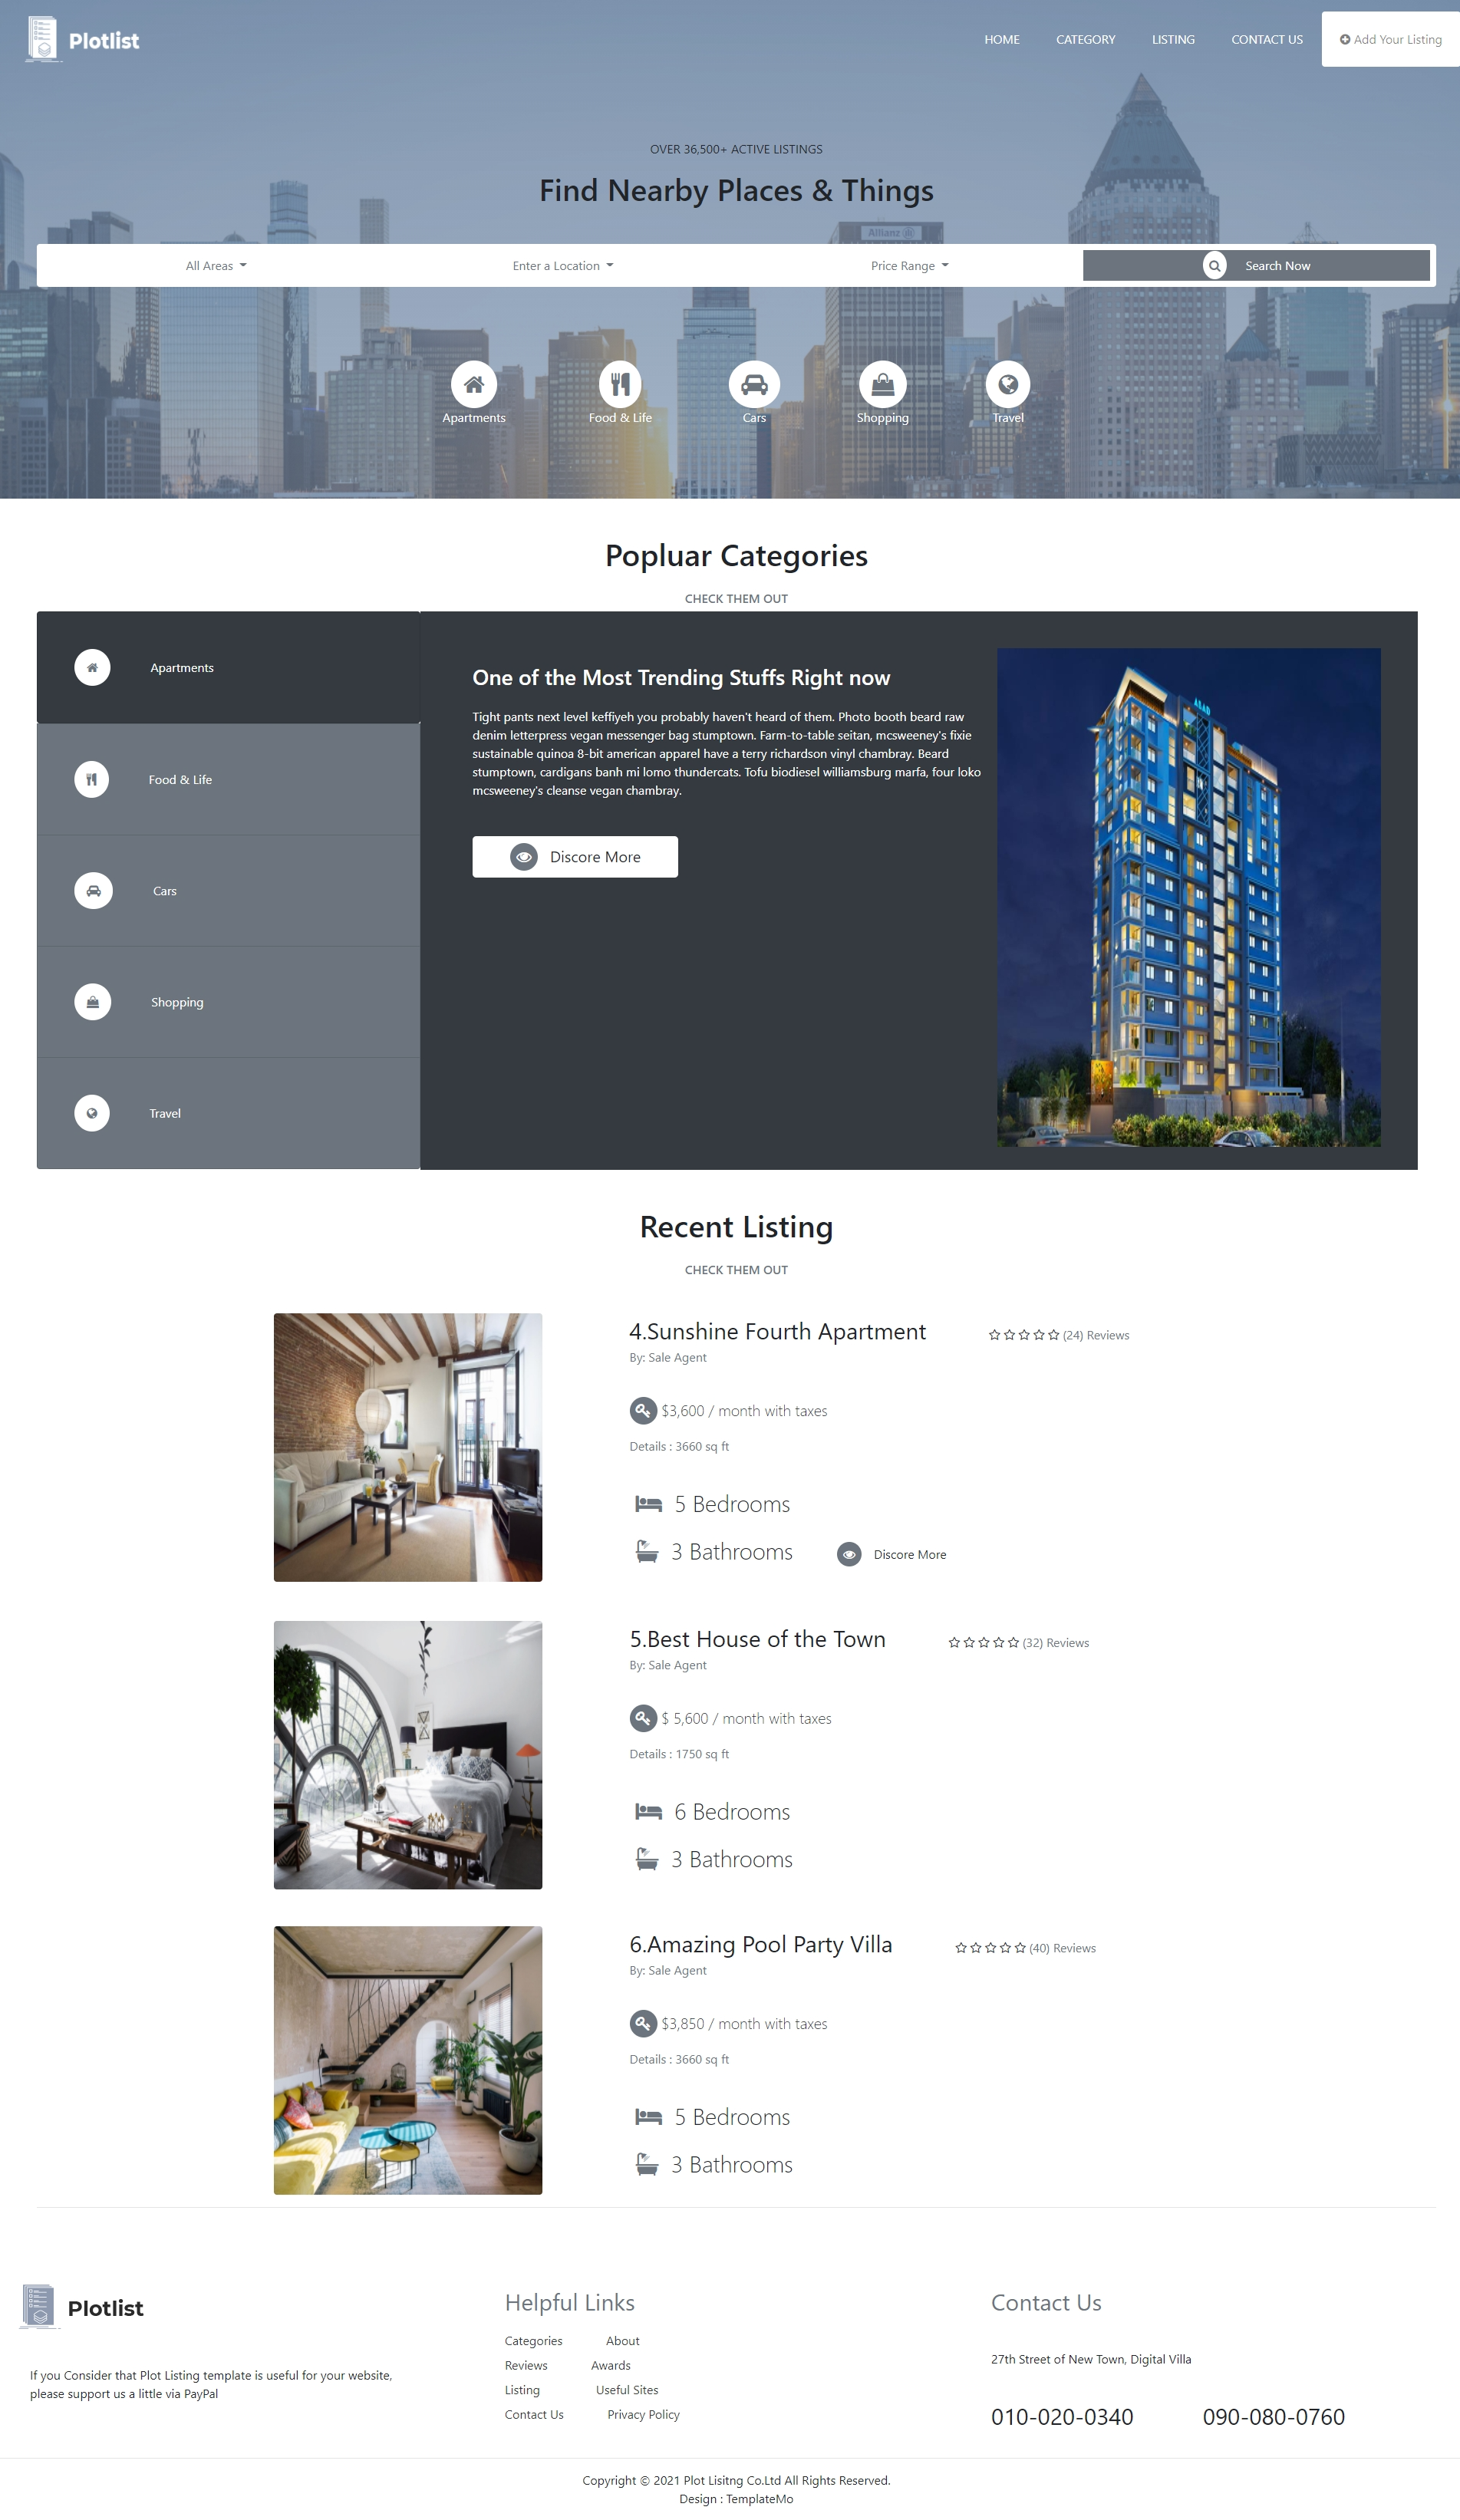 Plotlist
HOME CATEGORY LISTING CONTACT US Add Your Listing
OVER 36,500+ ACTIVE LISTINGS
Find Nearby Places & Things
Allianz
All Areas Enter a Location Price Range Search Now
Apartments Food & Life Cars Shopping Travel
Popluar Categories
CHECK THEM OUT
Apartments
Food & Life
Cars
Shopping
Travel
One of the Most Trending Stuffs Right now
Tight pants next level keffiyeh you probably haven't heard of them. Photo booth beard raw
denim letterpress vegan messenger bag stumptown. Farm-to-table seitan, mcsweeney's fixie
sustainable quinoa 8-bit american apparel have a terry richardson vinyl chambray. Beard
stumptown, cardigans banh mi lomo thundercats. Tofu biodiesel williamsburg marfa, four loko
mcsweeney's cleanse vegan chambray.
Discore More
Recent Listing
CHECK THEM OUT
4.Sunshine Fourth Apartment (24) Reviews
By: Sale Agent
$3,600 / month with taxes
Details : 3660 sq ft
5 Bedrooms
3 Bathrooms Discore More
5.Best House of the Town (32) Reviews
By: Sale Agent
$ 5,600 / month with taxes
Details : 1750 sq ft
6 Bedrooms
3 Bathrooms
6.Amazing Pool Party Villa (40) Reviews
By: Sale Agent
$3,850 / month with taxes
Details : 3660 sq ft
5 Bedrooms
3 Bathrooms
Plotlist
If you Consider that Plot Listing template is useful for your website,
please support us a little via PayPal
Helpful Links
Categories About
Reviews Awards
Listing Useful Sites
Contact Us Privacy Policy
Contact Us
27th Street of New Town, Digital Villa
010-020-0340 090-080-0760
Copyright © 2021 Plot Lisitng Co.Ltd All Rights Reserved.
Design : TemplateMo